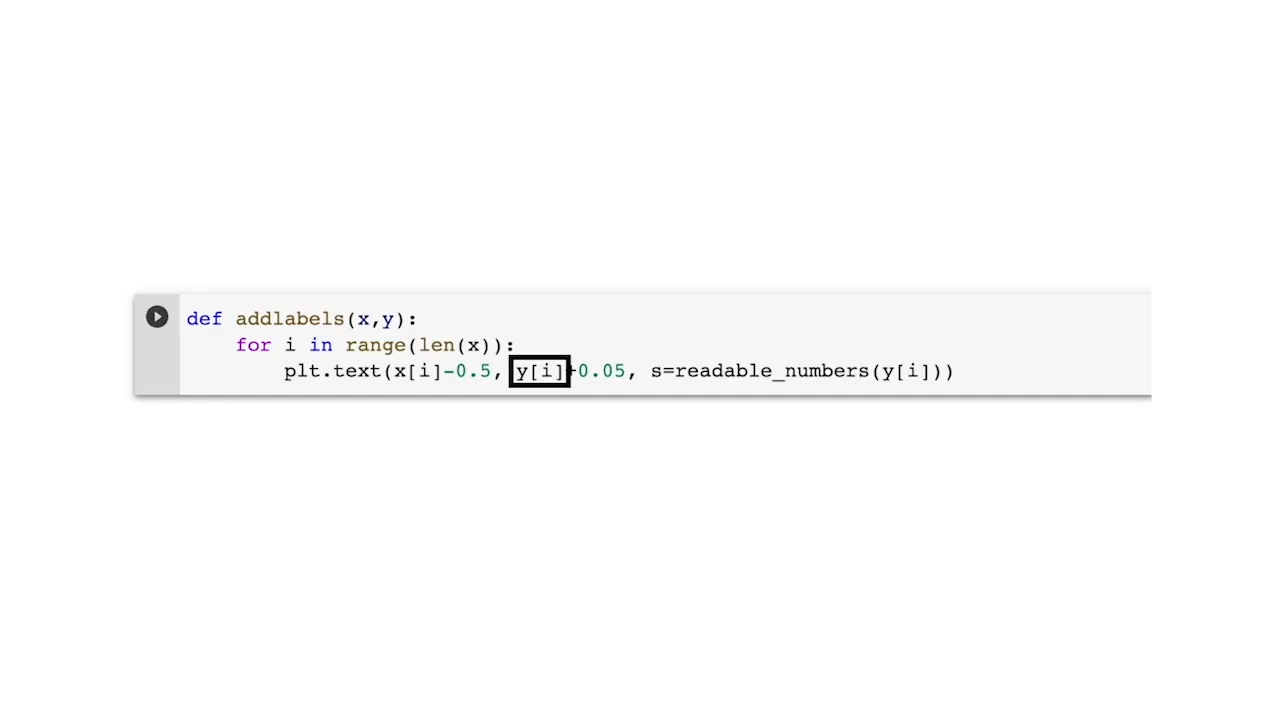 def addlabels(x,y):
    for i in range(len(x)):
        plt.text(x[i]-0.5, y[i]+0.05, s=readable_numbers(y[i]))